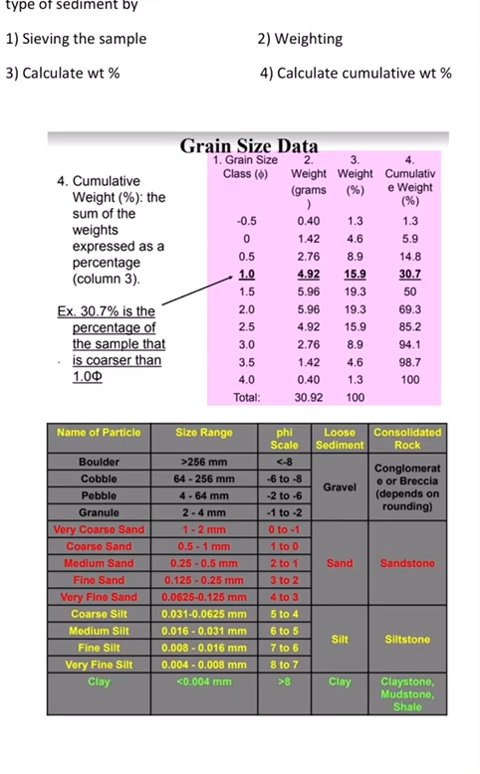 type of sediment by
1) Sieving the sample 2) Weighting
3) Calculate wt % 4) Calculate cumulative wt %
Grain Size Data
4. Cumulative
Weight (%): the
sum of the
weights
expressed as a
percentage
(column 3).
Ex. 30.7% is the
percentage of
the sample that
is coarser than
1.0Φ
1. Grain Size 2. 3. 4.
Class (ϕ) Weight Weight Cumulativ
(grams (%) e Weight
) (%)
-0.5 0.40 1.3 1.3
0 1.42 4.6 5.9
0.5 2.76 8.9 14.8
1.0 4.92 15.9 30.7
1.5 5.96 19.3 50
2.0 5.96 19.3 69.3
2.5 4.92 15.9 85.2
3.0 2.76 8.9 94.1
3.5 1.42 4.6 98.7
4.0 0.40 1.3 100
Total: 30.92 100
Name of Particle Size Range phi Loose Consolidated
Scale Sediment Rock
Boulder >256 mm <-8
Cobble 64 - 256 mm -6 to -8
Pebble 4 - 64 mm -2 to -6
Granule 2 - 4 mm -1 to -2
Gravel
Conglomerat
e or Breccia
(depends on
rounding)
Very Coarse Sand 1 - 2 mm 0 to -1
Coarse Sand 0.5 - 1 mm 1 to 0
Medium Sand 0.25 - 0.5 mm 2 to 1 Sand Sandstone
Fine Sand 0.125 - 0.25 mm 3 to 2
Very Fine Sand 0.0625-0.125 mm 4 to 3
Coarse Silt 0.031-0.0625 mm 5 to 4
Medium Silt 0.016 - 0.031 mm 6 to 5
Silt Siltstone
Fine Silt 0.008 - 0.016 mm 7 to 6
Very Fine Silt 0.004 - 0.008 mm 8 to 7
Clay <0.004 mm >8 Clay Claystone,
Mudstone,
Shale